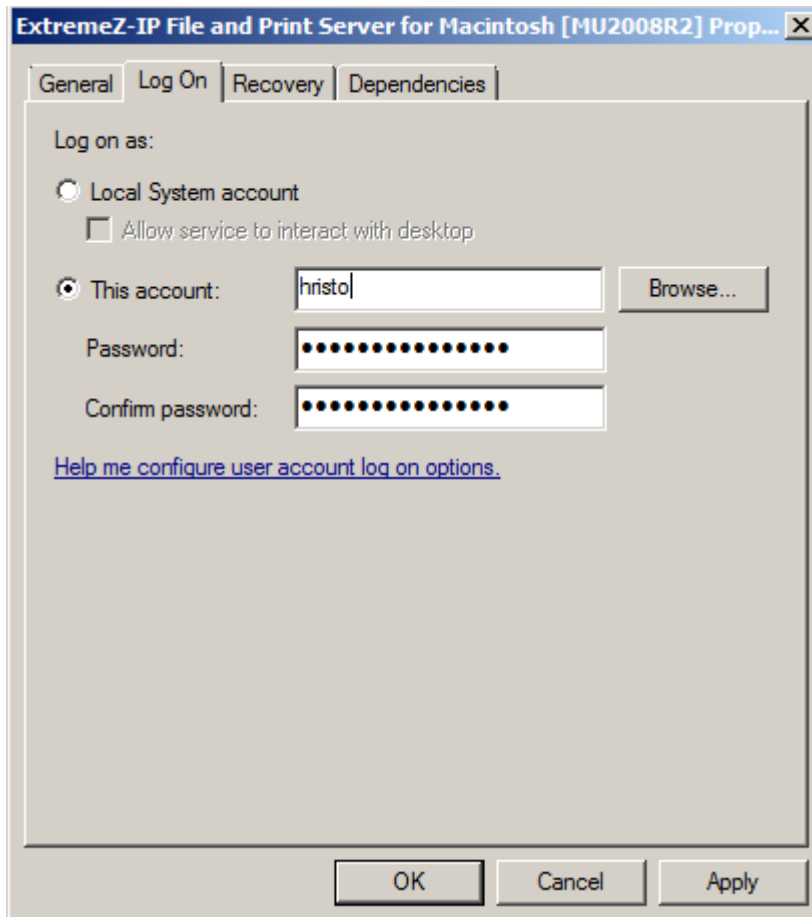 ExtremeZ-IP File and Print Server for Macintosh [MU2008R2] Prop...
General Log On Recovery Dependencies
Log on as:
Local System account
Allow service to interact with desktop
This account: hristo Browse...
Password: ●●●●●●●●●●●●●●●
Confirm password: ●●●●●●●●●●●●●●●
Help me configure user account log on options.
OK Cancel Apply